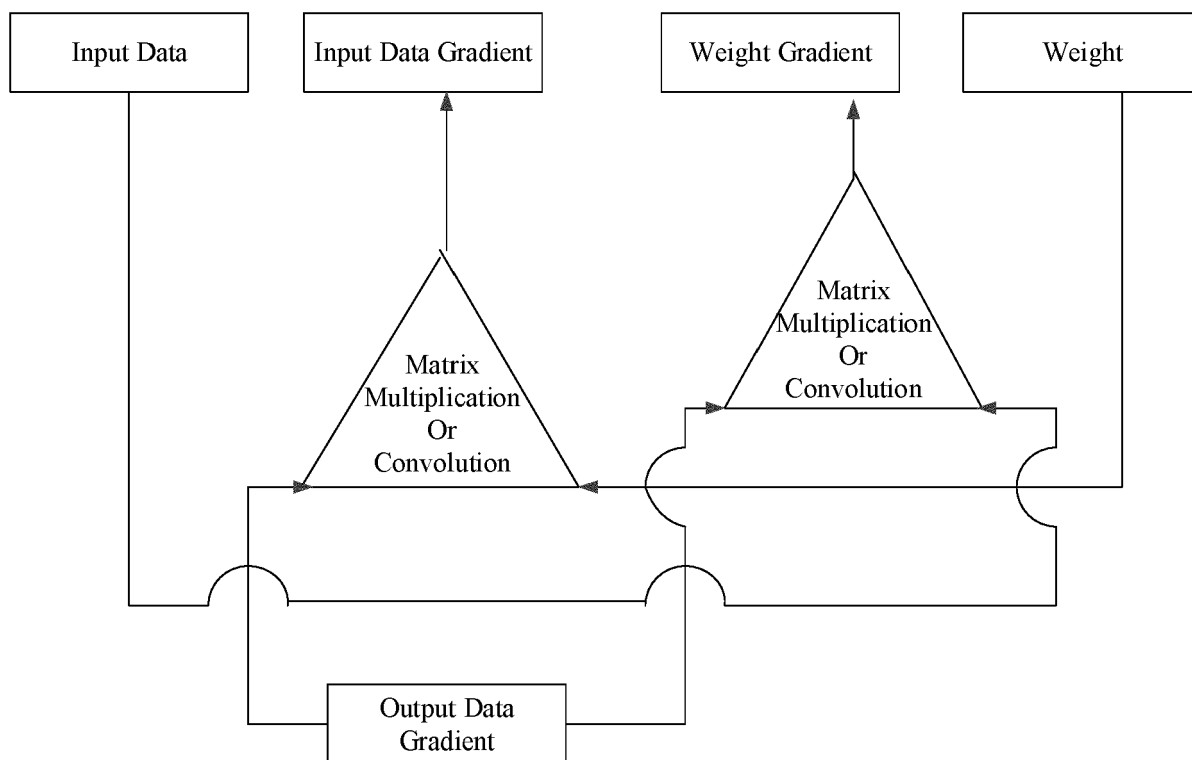 Input Data
Input Data Gradient
Weight Gradient
Weight
Matrix
Multiplication
Or
Convolution
Matrix
Multiplication
Or
Convolution
Output Data
Gradient